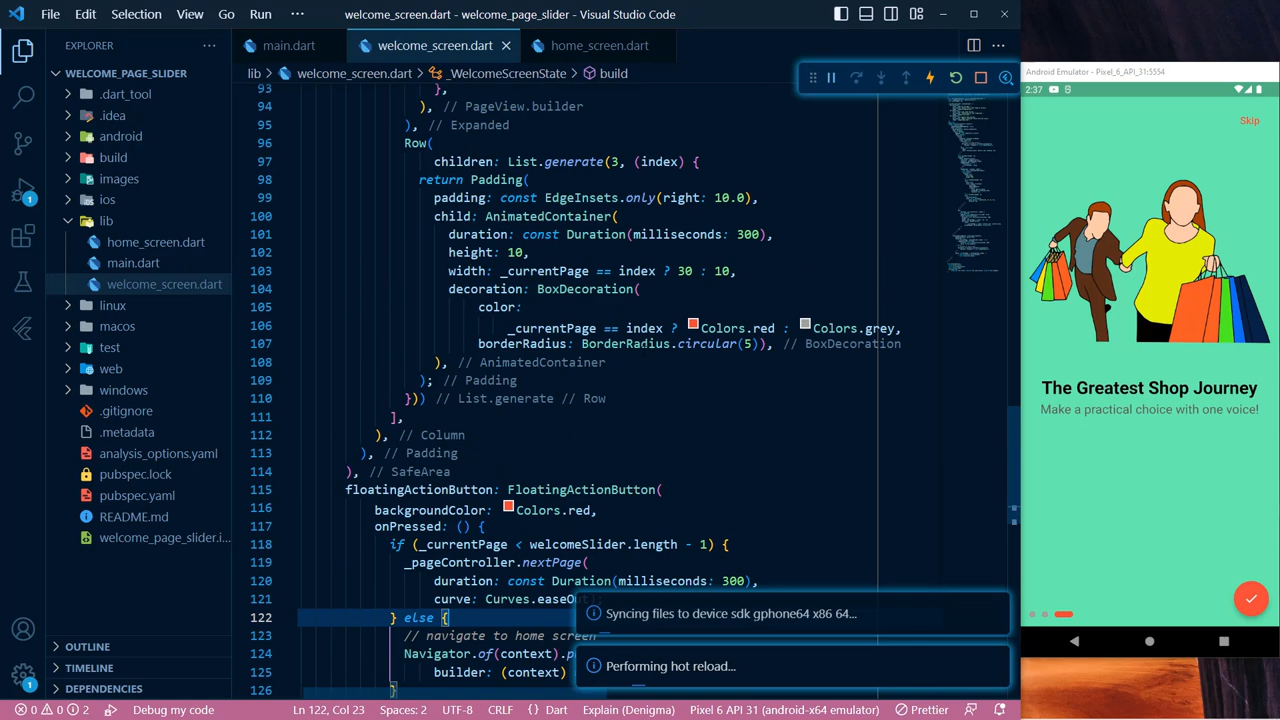 File Edit Selection View Go Run ··· welcome_screen.dart - welcome_page_slider - Visual Studio Code
EXPLORER ···
WELCOME_PAGE_SLIDER
.dart_tool
.idea
android
build
images
ios
lib
home_screen.dart
main.dart
welcome_screen.dart
linux
macos
test
web
windows
.gitignore
.metadata
analysis_options.yaml
pubspec.lock
pubspec.yaml
README.md
welcome_page_slider.i...
OUTLINE
TIMELINE
DEPENDENCIES
1
1
main.dart welcome_screen.dart home_screen.dart
lib > welcome_screen.dart > _WelcomeScreenState > build
93 },
94 ), // PageView.builder
95 ), // Expanded
96 Row(
97 children: List.generate(3, (index) {
98 return Padding(
99 padding: const EdgeInsets.only(right: 10.0),
100 child: AnimatedContainer(
101 duration: const Duration(milliseconds: 300),
102 height: 10,
103 width: _currentPage == index ? 30 : 10,
104 decoration: BoxDecoration(
105 color:
106 _currentPage == index ? Colors.red : Colors.grey,
107 borderRadius: BorderRadius.circular(5)), // BoxDecoration
108 ), // AnimatedContainer
109 ); // Padding
110 })) // List.generate // Row
111 ],
112 ), // Column
113 ), // Padding
114 ), // SafeArea
115 floatingActionButton: FloatingActionButton(
116 backgroundColor: Colors.red,
117 onPressed: () {
118 if (_currentPage < welcomeSlider.length - 1) {
119 _pageController.nextPage(
120 duration: const Duration(milliseconds: 300),
121 curve: Curves.easeOut);
122 } else {
123 // navigate to home screen
124 Navigator.of(context).p
125 builder: (context)
126 }
Syncing files to device sdk gphone64 x86 64...
Performing hot reload...
0 0 2 Debug my code Ln 122, Col 23 Spaces: 2 UTF-8 CRLF {} Dart Explain (Denigma) Pixel 6 API 31 (android-x64 emulator) Prettier
Android Emulator - Pixel_6_API_31:5554
2:37
Skip
The Greatest Shop Journey
Make a practical choice with one voice!